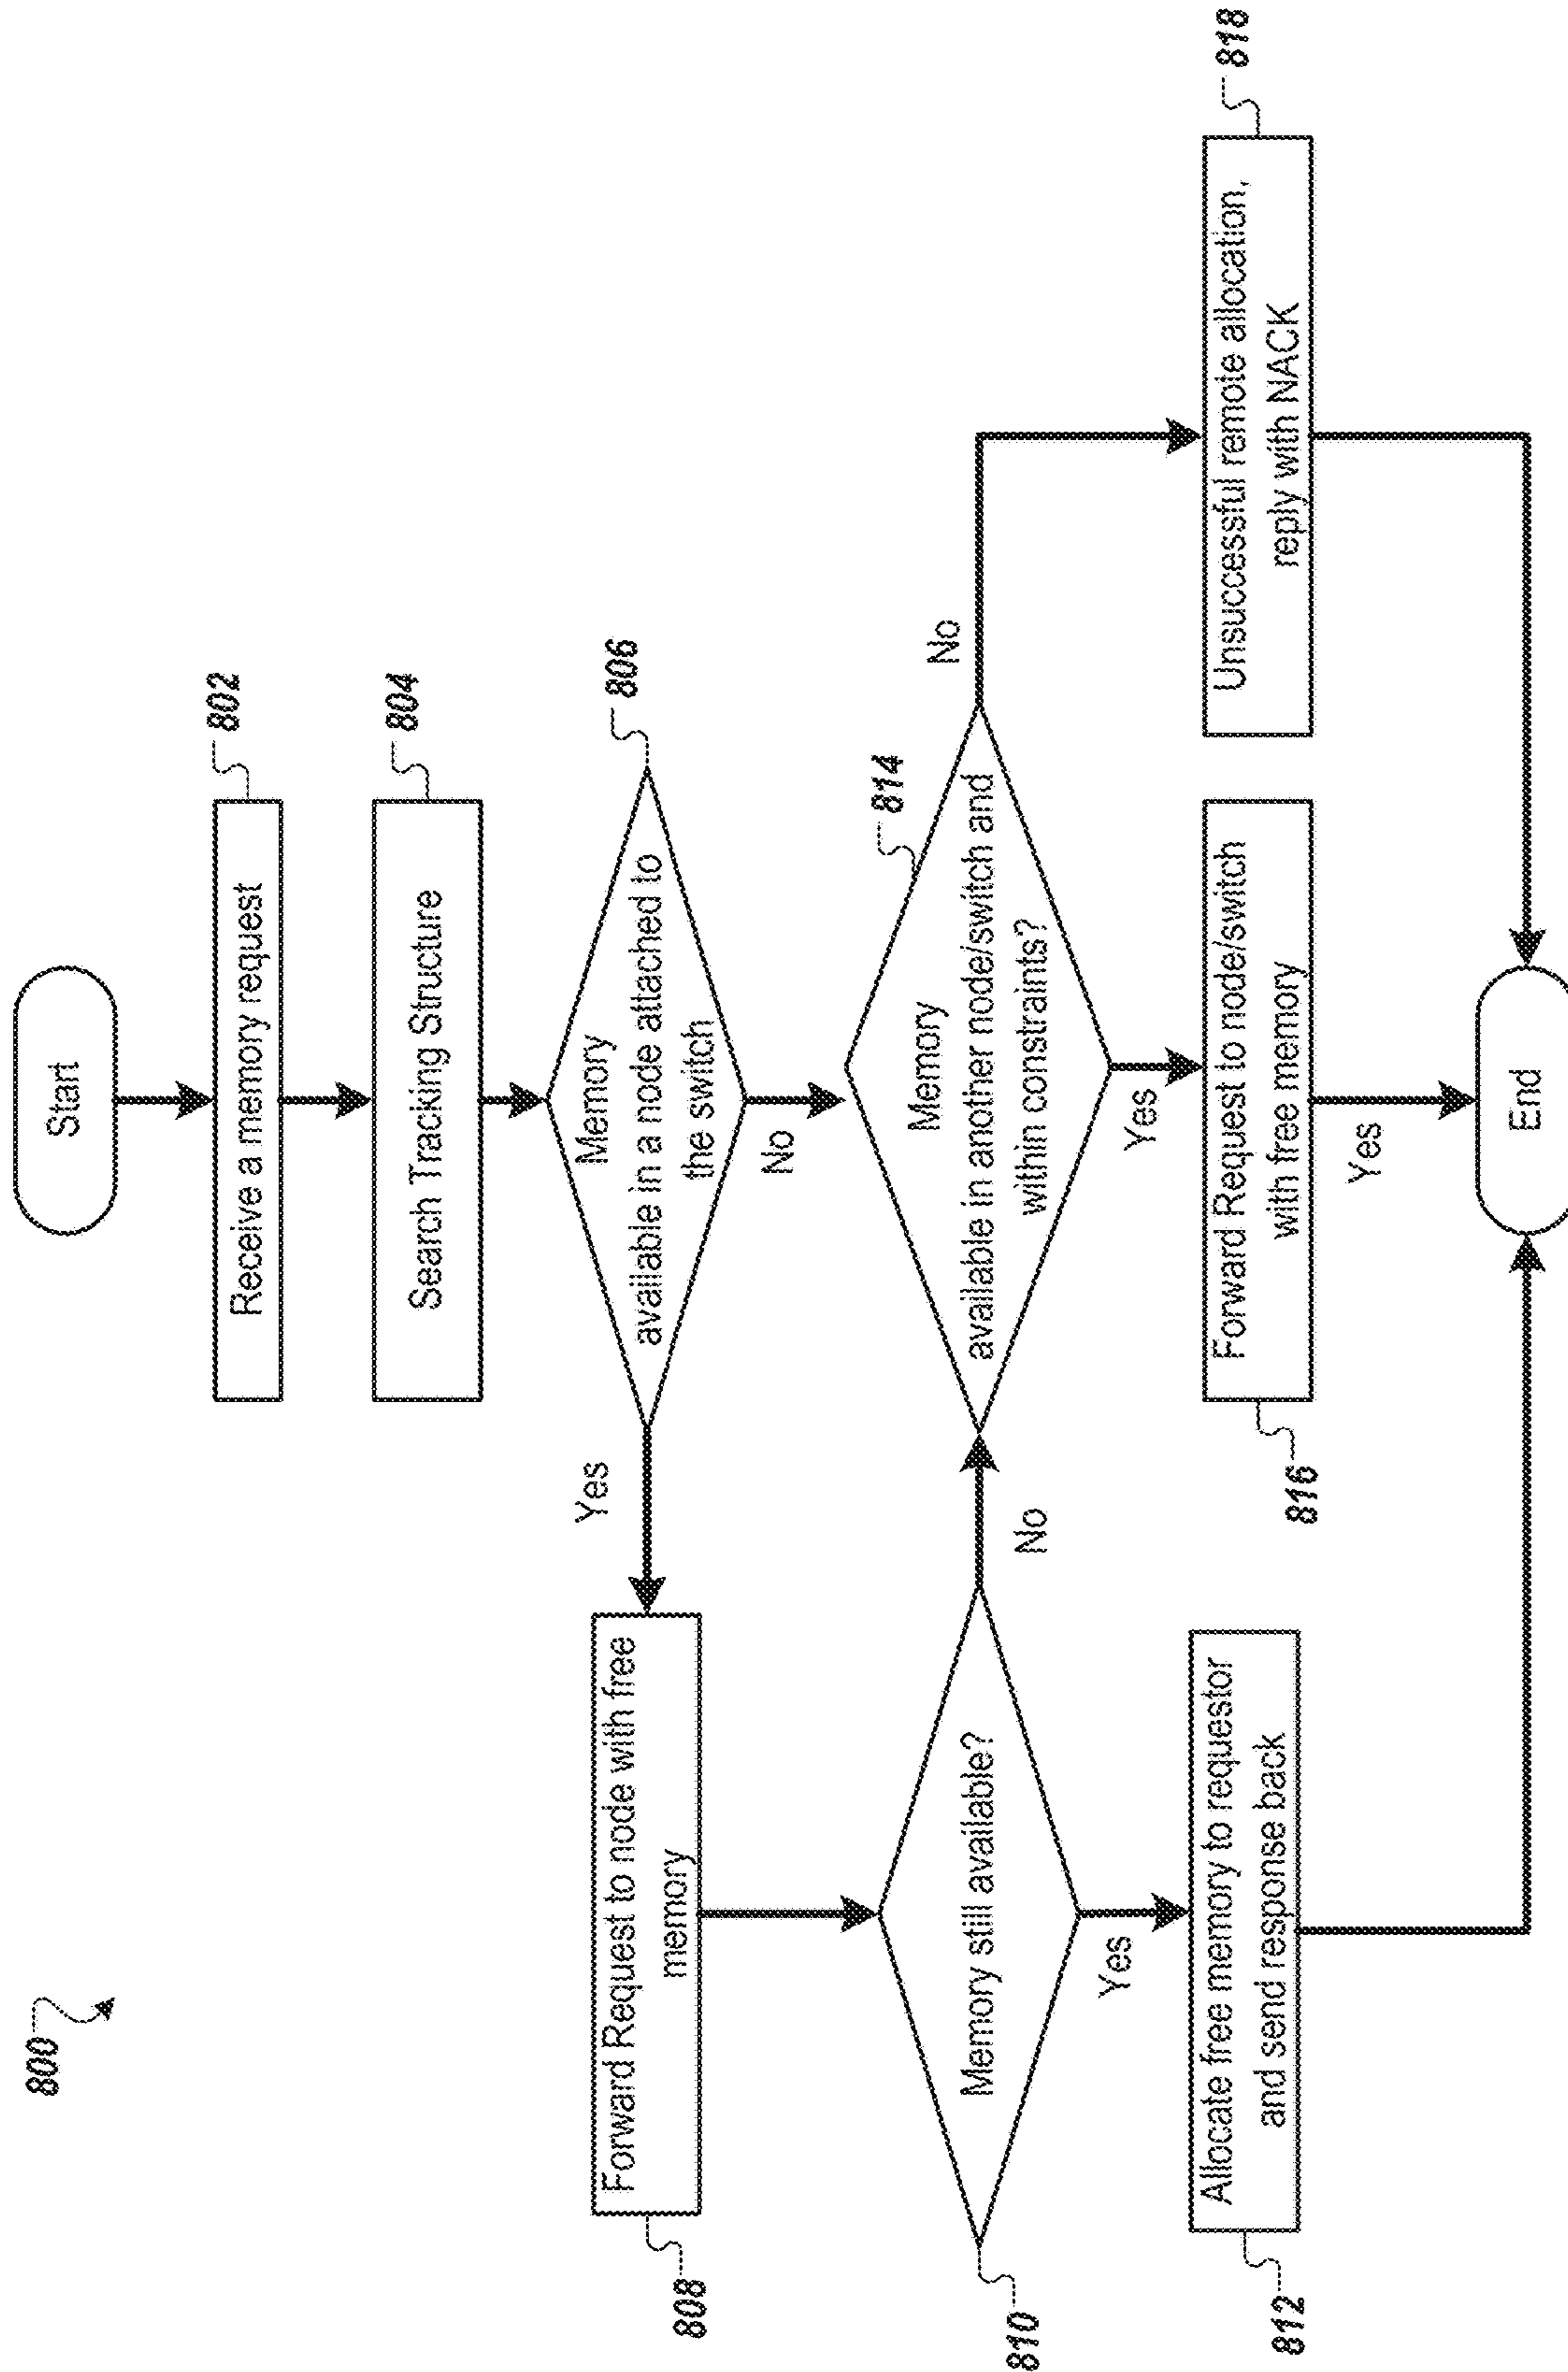 800
Start
Receive a memory request
802
Search Tracking Structure
804
Memory
available in a node attached to
the switch
806
Yes
No
Forward Request to node with free
memory
808
Memory still available?
810
No
Yes
Memory
available in another node/switch and
within constraints?
814
No
Yes
Allocate free memory to requestor
and send response back
812
Forward Request to node/switch
with free memory
816
Unsuccessful remote allocation,
reply with NACK
818
Yes
End